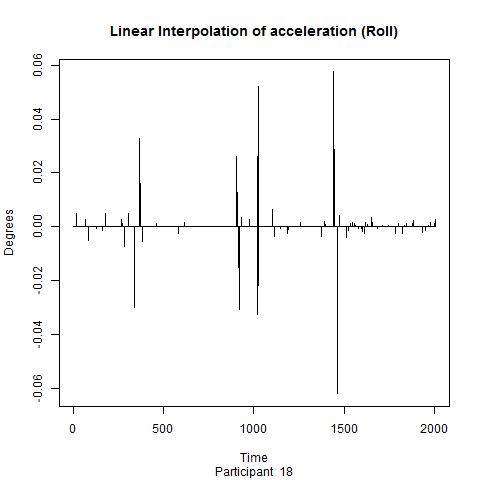 Linear Interpolation of acceleration (Roll)
0.06
0.04
0.02
0.00
-0.02
-0.04
-0.06
Degrees
0 500 1000 1500 2000
Time
Participant 18